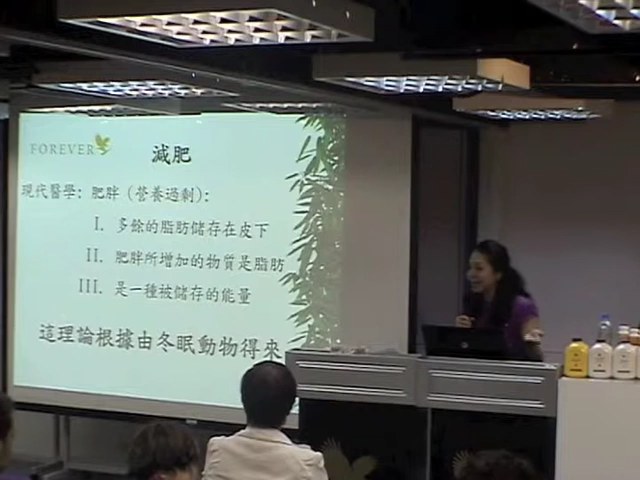 FOREVER
減肥
現代醫學: 肥胖 (營養過剩):
I. 多餘的脂肪儲存在皮下
II. 肥胖所增加的物質是脂肪
III. 是一種被儲存的能量
這理論根據由冬眠動物得來